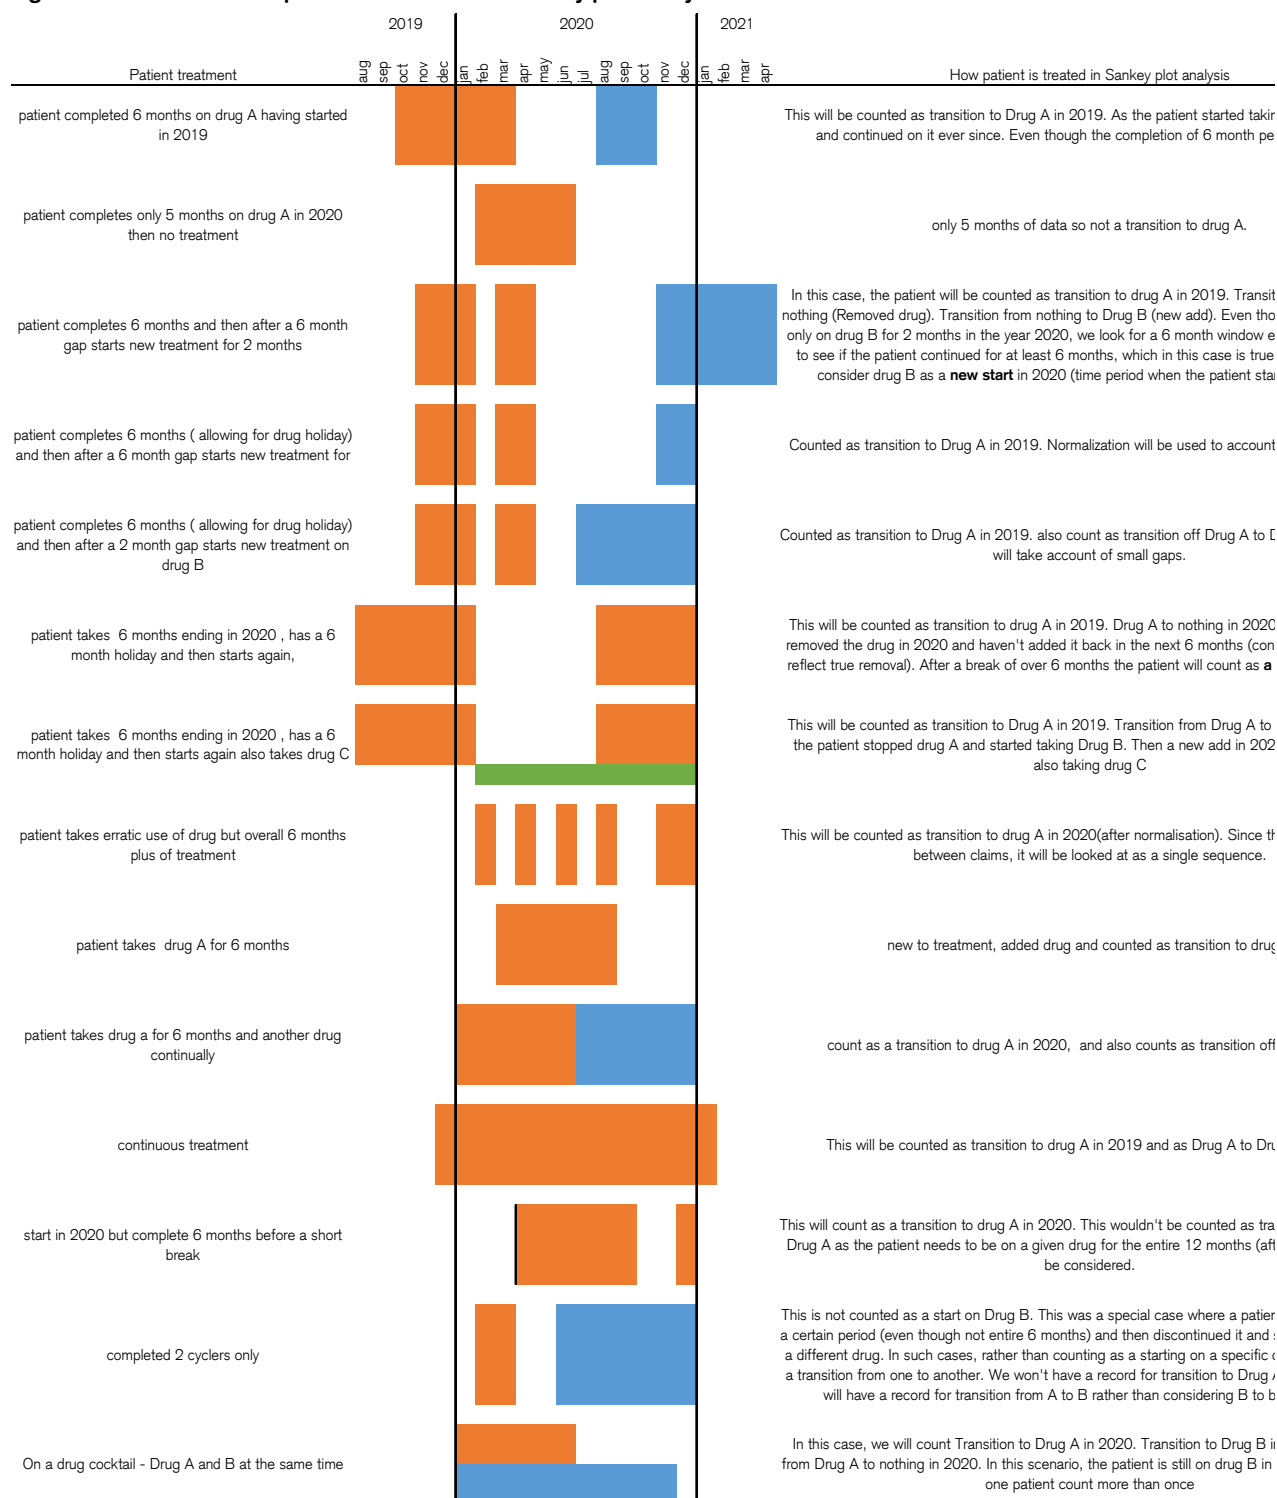 2019
2020
2021
Patient treatment
aug
sep
oct
nov
dec
jan
feb
mar
apr
may
jun
jul
aug
sep
oct
nov
dec
jan
feb
mar
apr
How patient is treated in Sankey plot analysis
patient completed 6 months on drug A having started
in 2019
This will be counted as transition to Drug A in 2019. As the patient started
and continued on it ever since. Even though the completion of 6 month
patient completes only 5 months on drug A in 2020
then no treatment
only 5 months of data so not a transition to drug A.
patient completes 6 months and then after a 6 month
gap starts new treatment for 2 months
In this case, the patient will be counted as transition to drug A in 2019.
nothing (Removed drug). Transition from nothing to Drug B (new add). Even
only on drug B for 2 months in the year 2020, we look for a 6 month window
to see if the patient continued for at least 6 months, which in this case is true
consider drug B as a new start in 2020 (time period when the patient
patient completes 6 months ( allowing for drug holiday)
and then after a 6 month gap starts new treatment for
Counted as transition to Drug A in 2019. Normalization will be used to account
patient completes 6 months ( allowing for drug holiday)
and then after a 2 month gap starts new treatment on
drug B
Counted as transition to Drug A in 2019. also count as transition off Drug A to
will take account of small gaps.
patient takes 6 months ending in 2020 , has a 6
month holiday and then starts again,
This will be counted as transition to drug A in 2019. Drug A to nothing in 2020
removed the drug in 2020 and haven't added it back in the next 6 months
reflect true removal). After a break of over 6 months the patient will count as a
patient takes 6 months ending in 2020 , has a 6
month holiday and then starts again also takes drug C
This will be counted as transition to Drug A in 2019. Transition from Drug A to
the patient stopped drug A and started taking Drug B. Then a new add in
also taking drug C
patient takes erratic use of drug but overall 6 months
plus of treatment
This will be counted as transition to drug A in 2020(after normalisation). Since
between claims, it will be looked at as a single sequence.
patient takes drug A for 6 months
new to treatment, added drug and counted as transition to drug
patient takes drug a for 6 months and another drug
continually
count as a transition to drug A in 2020, and also counts as transition off
continuous treatment
This will be counted as transition to drug A in 2019 and as Drug A to
start in 2020 but complete 6 months before a short
break
This will count as a transition to drug A in 2020. This wouldn't be counted as
Drug A as the patient needs to be on a given drug for the entire 12 months
be considered.
completed 2 cyclers only
This is not counted as a start on Drug B. This was a special case where a patient
a certain period (even though not entire 6 months) and then discontinued it and
a different drug. In such cases, rather than counting as a starting on a specific
a transition from one to another. We won't have a record for transition to Drug
will have a record for transition from A to B rather than considering B to
On a drug cocktail - Drug A and B at the same time
In this case, we will count Transition to Drug A in 2020. Transition to Drug B
from Drug A to nothing in 2020. In this scenario, the patient is still on drug B in
one patient count more than once